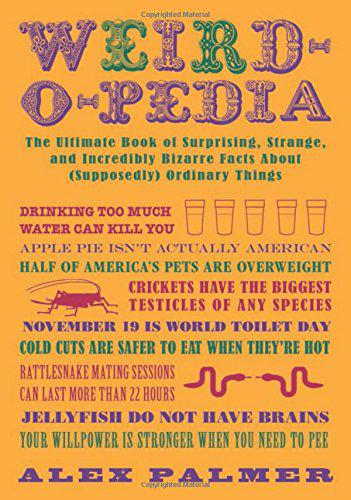 Copyrighted Material
WEIRD-
O-PEDIA
The Ultimate Book of Surprising, Strange,
and Incredibly Bizarre Facts About
(Supposedly) Ordinary Things
DRINKING TOO MUCH
WATER CAN KILL YOU
APPLE PIE ISN'T ACTUALLY AMERICAN
HALF OF AMERICA'S PETS ARE OVERWEIGHT
CRICKETS HAVE THE BIGGEST
TESTICLES OF ANY SPECIES
NOVEMBER 19 IS WORLD TOILET DAY
COLD CUTS ARE SAFER TO EAT WHEN THEY'RE HOT
RATTLESNAKE MATING SESSIONS
CAN LAST MORE THAN 22 HOURS
JELLYFISH DO NOT HAVE BRAINS
YOUR WILLPOWER IS STRONGER WHEN YOU NEED TO PEE
ALEX PALMER
Copyrighted Material